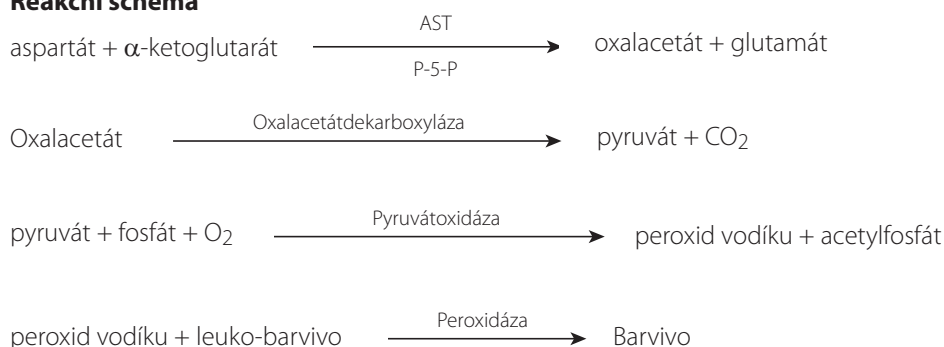 Reakční schéma
aspartát + α-ketoglutarát AST P-5-P oxalacetát + glutamát
Oxalacetát Oxalacetátdekarboxyláza pyruvát + CO2
pyruvát + fosfát + O2 Pyruvátoxidáza peroxid vodíku + acetylfosfát
peroxid vodíku + leuko-barvivo Peroxidáza Barvivo